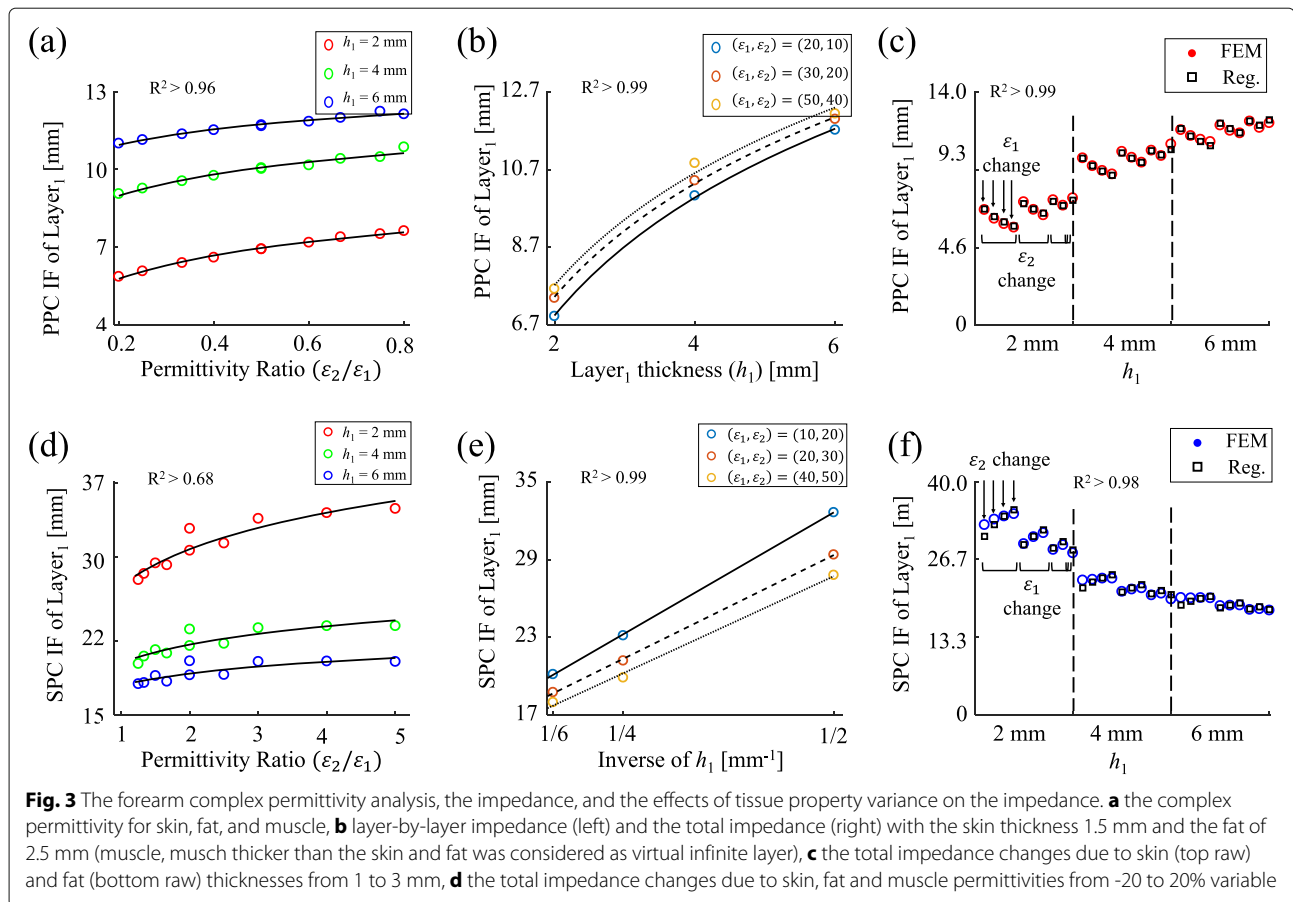 (a)
h₁ = 2 mm
h₁ = 4 mm
h₁ = 6 mm
R² > 0.96
13
10
7
4
PPC IF of Layer₁ [mm]
0.2
0.4
0.6
0.8
Permittivity Ratio (ε₂/ε₁)
(b)
(ε₁, ε₂) = (20, 10)
(ε₁, ε₂) = (30, 20)
(ε₁, ε₂) = (50, 40)
R² > 0.99
12.7
10.7
8.7
6.7
PPC IF of Layer₁ [mm]
2
4
6
Layer₁ thickness (h₁) [mm]
(c)
FEM
Reg.
R² > 0.99
14.0
9.3
4.6
0
PPC IF of Layer₁ [mm]
ε₁
change
ε₂
change
2 mm
4 mm
6 mm
h₁
(d)
h₁ = 2 mm
h₁ = 4 mm
h₁ = 6 mm
R² > 0.68
37
30
22
15
SPC IF of Layer₁ [mm]
1
2
3
4
5
Permittivity Ratio (ε₂/ε₁)
(e)
(ε₁, ε₂) = (10, 20)
(ε₁, ε₂) = (20, 30)
(ε₁, ε₂) = (40, 50)
R² > 0.99
35
29
23
17
SPC IF of Layer₁ [mm]
1/6
1/4
1/2
Inverse of h₁ [mm⁻¹]
(f)
FEM
Reg.
ε₂ change
R² > 0.98
40.0
26.7
13.3
0
SPC IF of Layer₁ [m]
ε₁
change
2 mm
4 mm
6 mm
h₁
Fig. 3 The forearm complex permittivity analysis, the impedance, and the effects of tissue property variance on the impedance. a the complex
permittivity for skin, fat, and muscle, b layer-by-layer impedance (left) and the total impedance (right) with the skin thickness 1.5 mm and the fat of
2.5 mm (muscle, musch thicker than the skin and fat was considered as virtual infinite layer), c the total impedance changes due to skin (top raw)
and fat (bottom raw) thicknesses from 1 to 3 mm, d the total impedance changes due to skin, fat and muscle permittivities from -20 to 20% variable